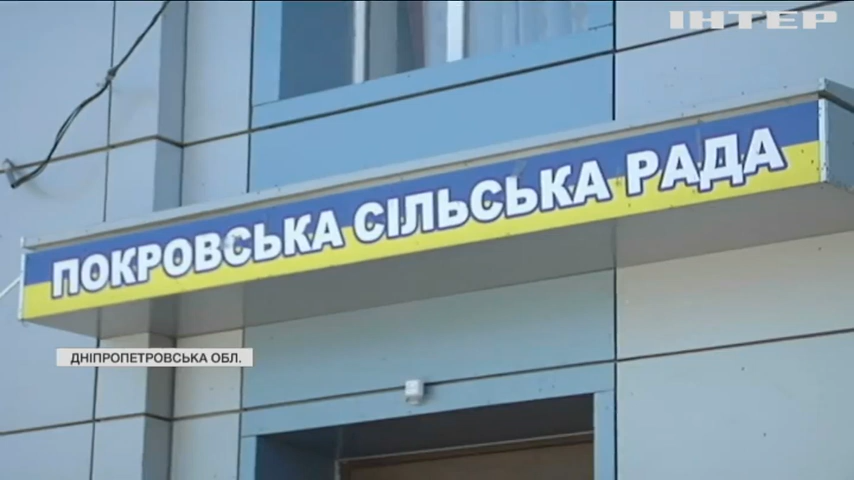 ІНТЕР
ПОКРОВСЬКА СІЛЬСЬКА РАДА
ДНІПРОПЕТРОВСЬКА ОБЛ.